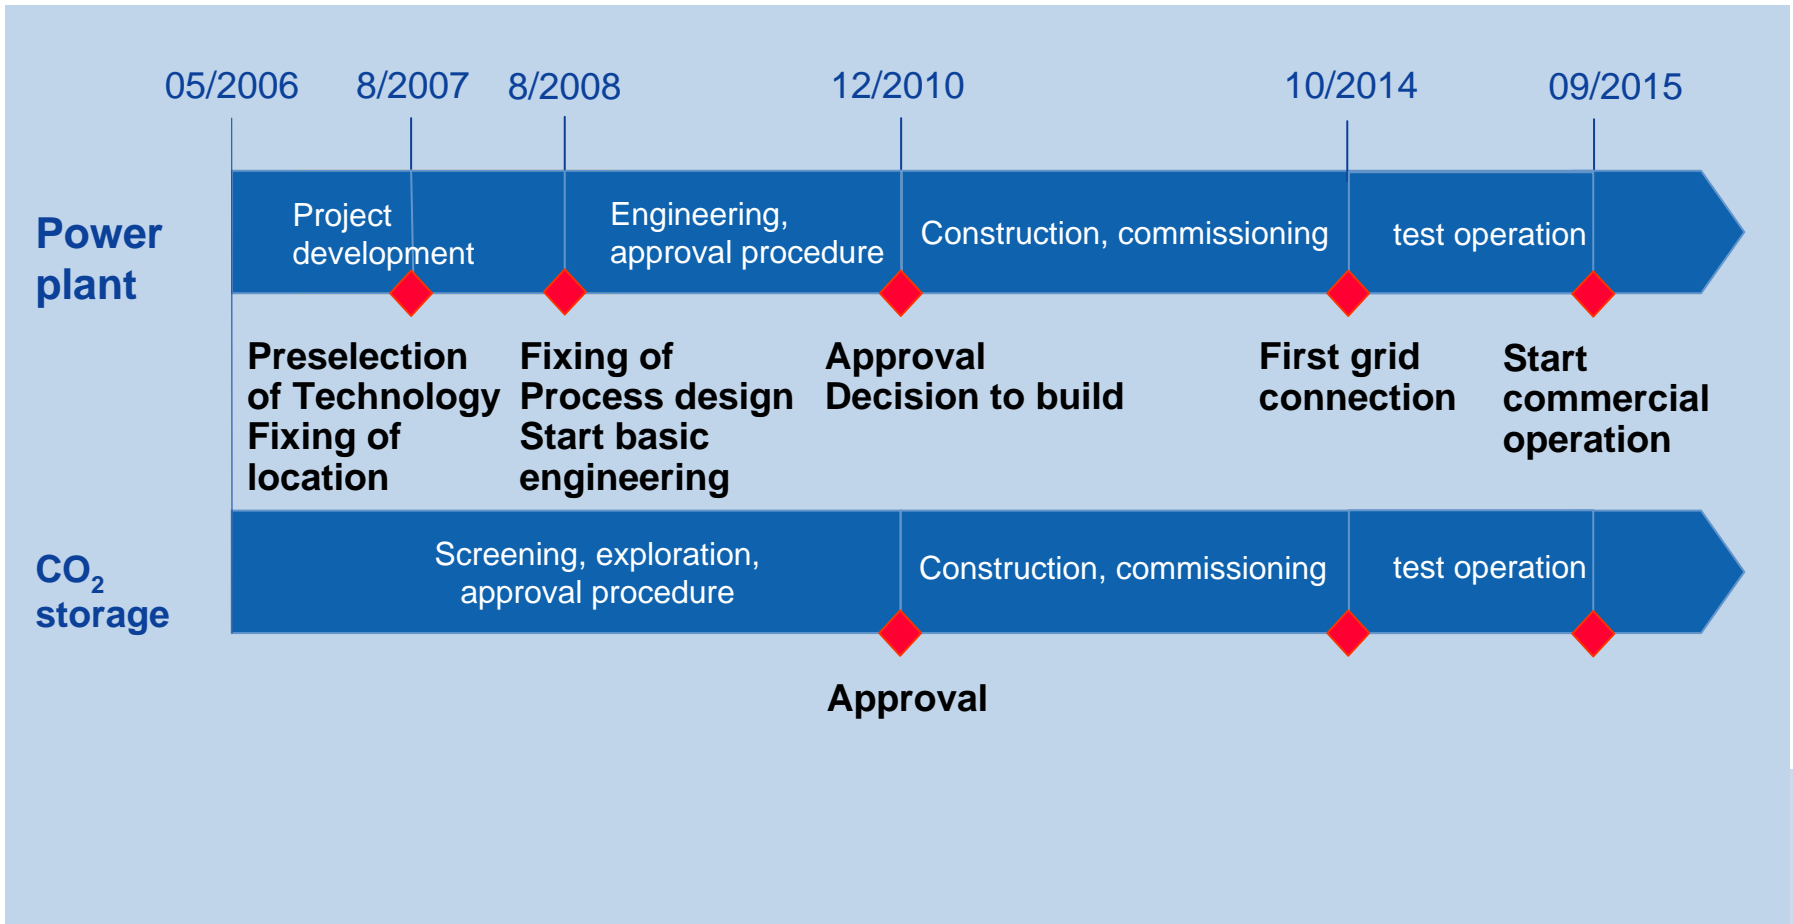 05/2006 8/2007 8/2008 12/2010 10/2014 09/2015
Power
plant
Project
development
Engineering,
approval procedure
Construction, commissioning
test operation
Preselection
of Technology
Fixing of
location
Fixing of
Process design
Start basic
engineering
Approval
Decision to build
First grid
connection
Start
commercial
operation
CO₂
storage
Screening, exploration,
approval procedure
Construction, commissioning
test operation
Approval